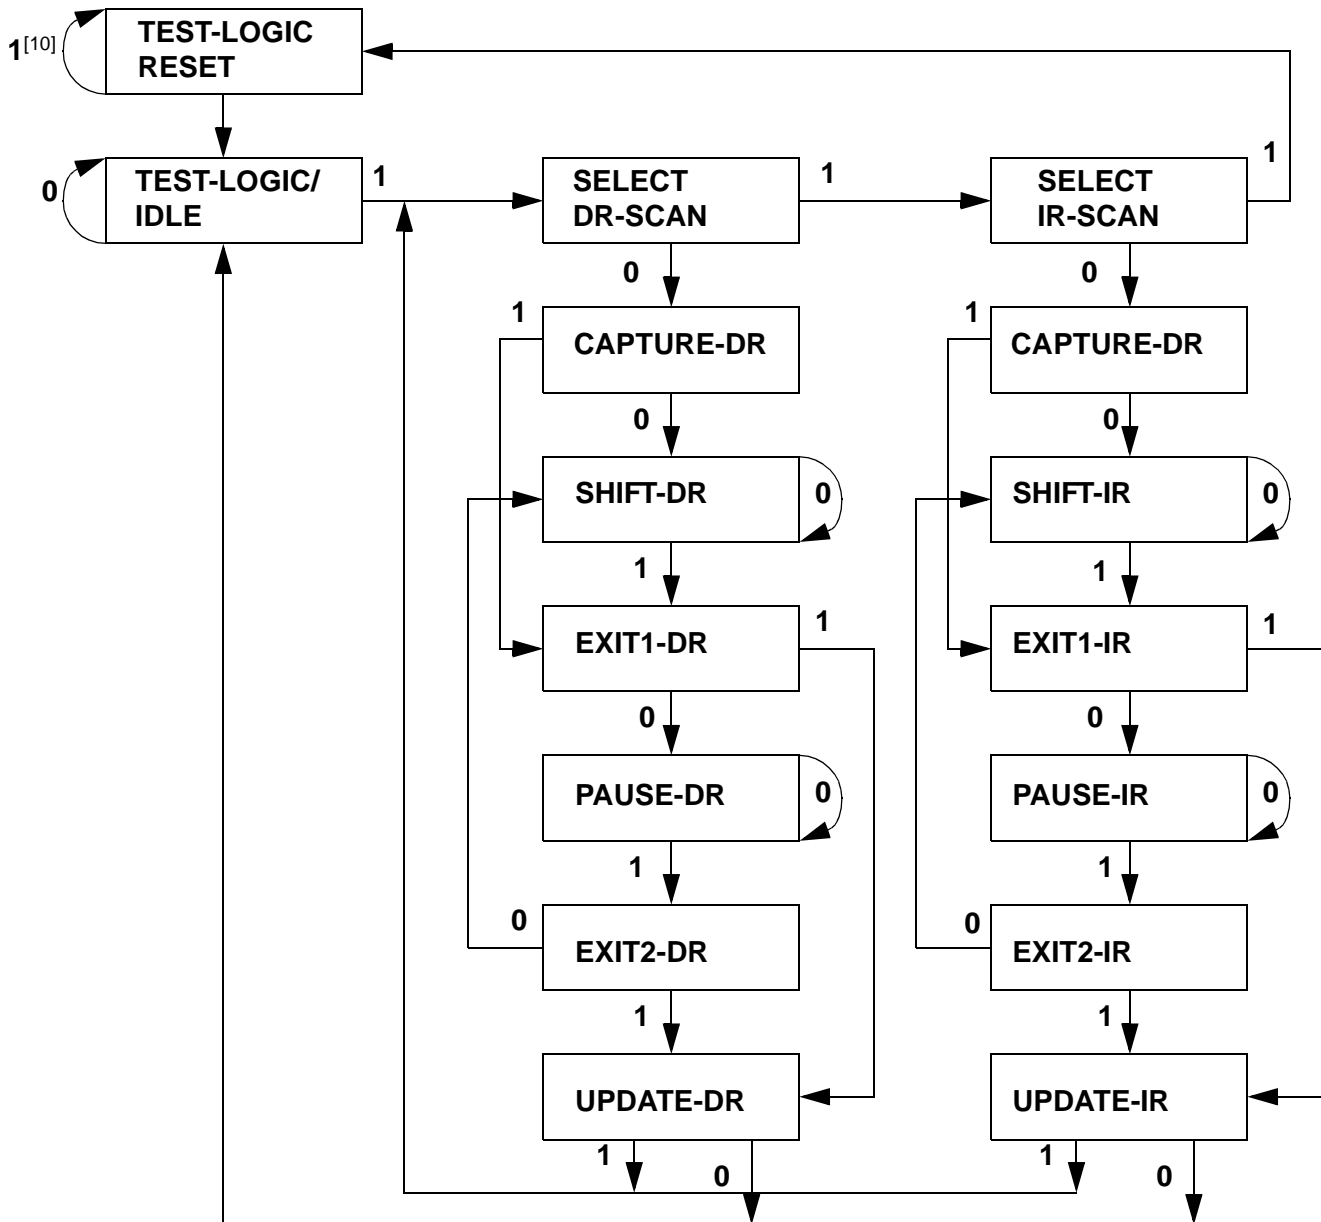 TEST-LOGIC
RESET
1[10]
TEST-LOGIC/
IDLE
0
1
SELECT
DR-SCAN
1
SELECT
IR-SCAN
1
0
0
1
CAPTURE-DR
1
CAPTURE-DR
0
0
SHIFT-DR
0
SHIFT-IR
0
1
1
EXIT1-DR
1
EXIT1-IR
1
0
0
PAUSE-DR
0
PAUSE-IR
0
1
1
0
EXIT2-DR
0
EXIT2-IR
1
1
UPDATE-DR
UPDATE-IR
1
0
1
0